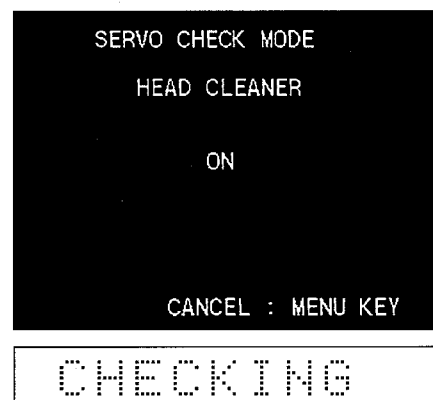 SERVO CHECK MODE
HEAD CLEANER
ON
CANCEL : MENU KEY
CHECKING